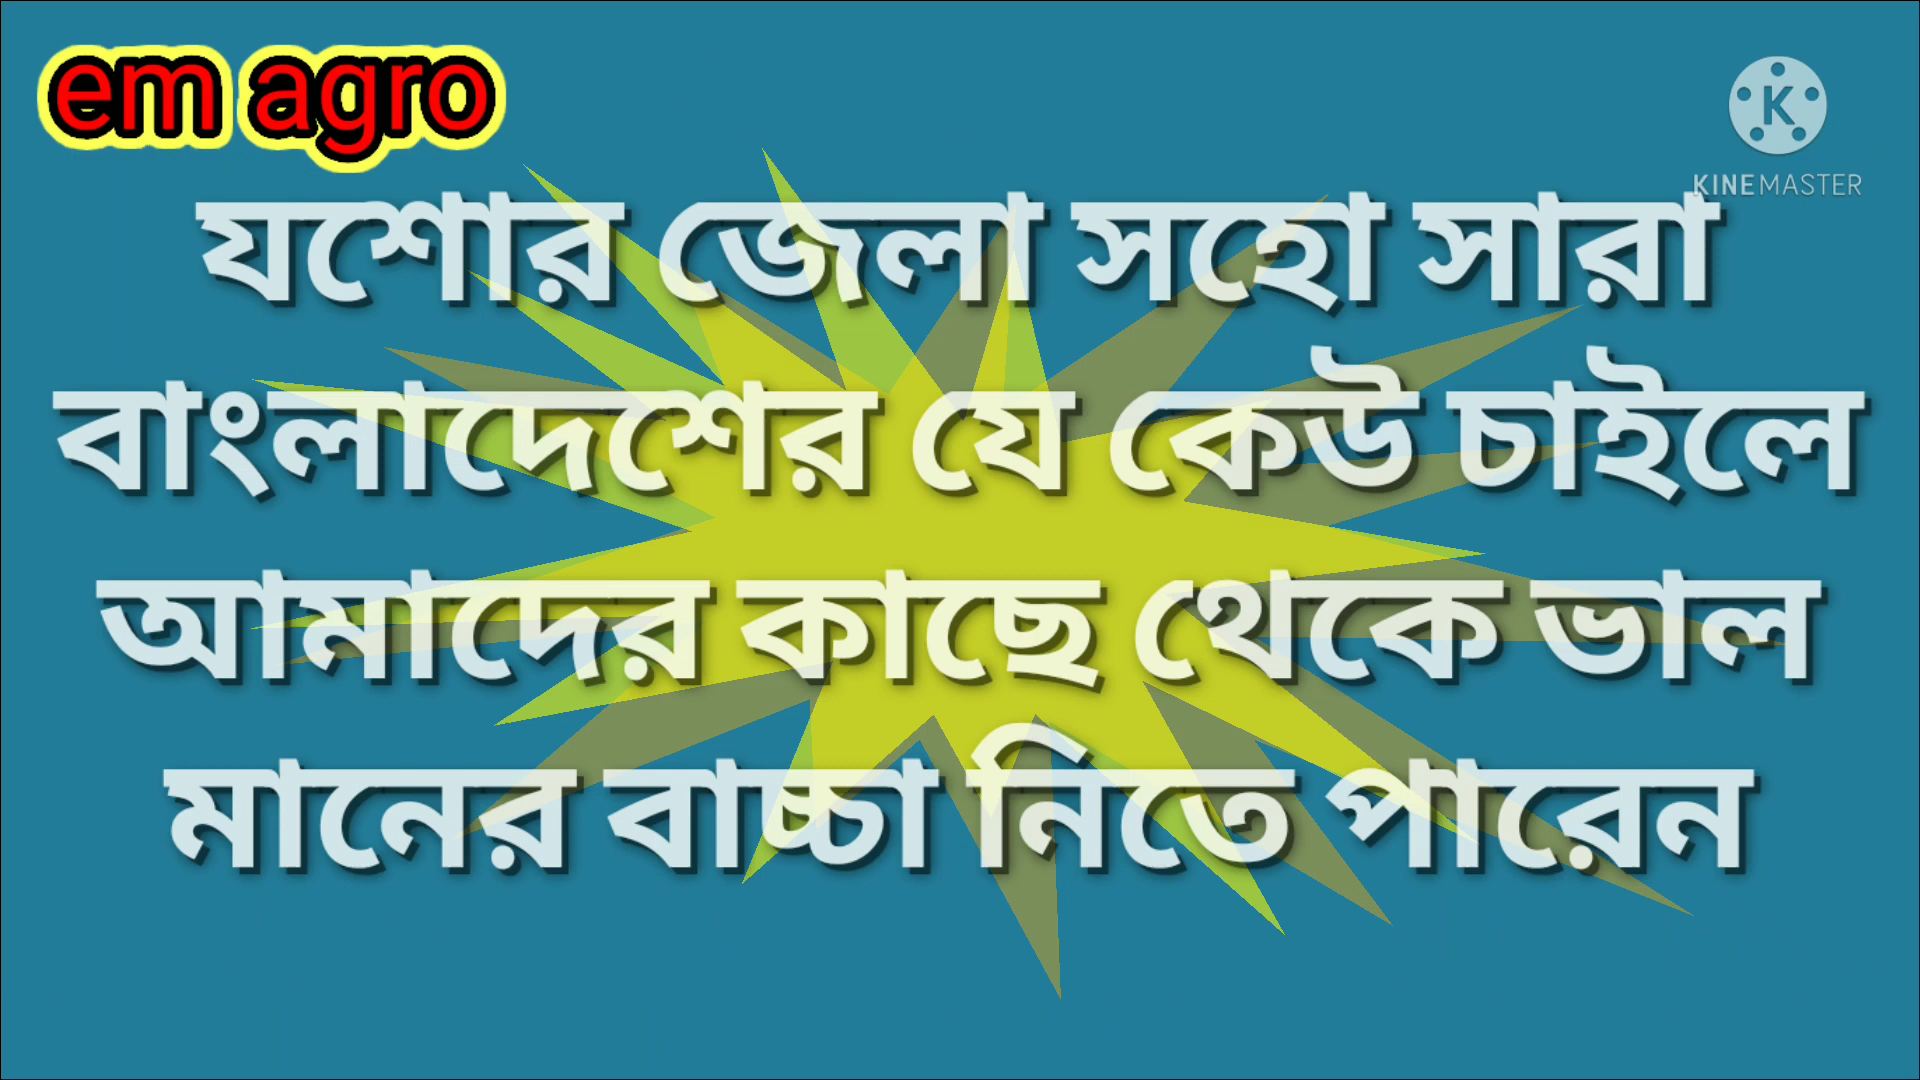 em agro
KINEMASTER
যশোর জেলা সহো সারা
বাংলাদেশের যে কেউ চাইলে
আমাদের কাছে থেকে ভাল
মানের বাচ্চা নিতে পারেন